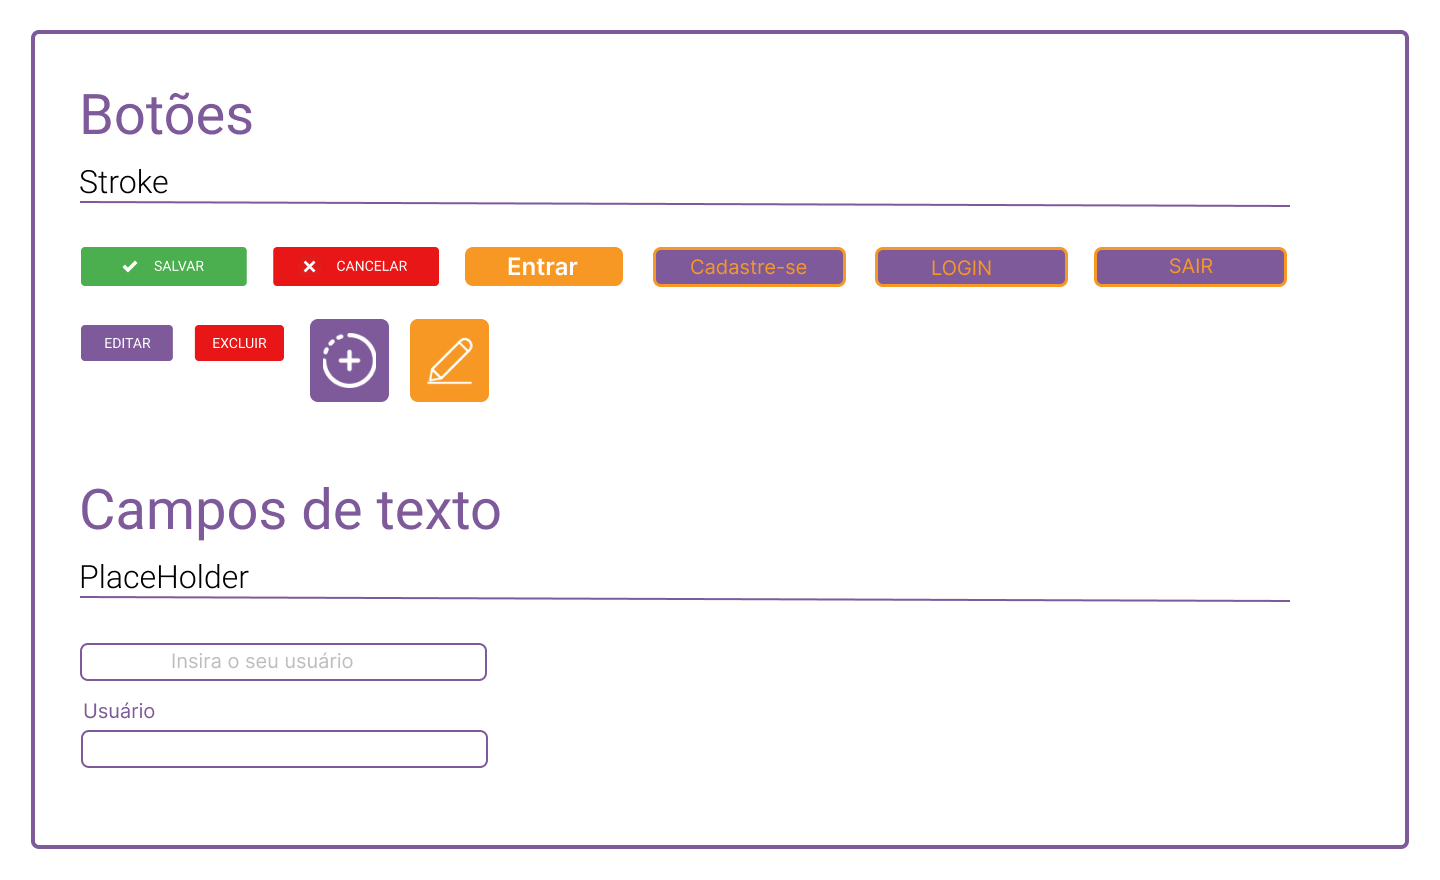 Botões
Stroke
SALVAR CANCELAR Entrar Cadastre-se LOGIN SAIR
EDITAR EXCLUIR
Campos de texto
PlaceHolder
Insira o seu usuário
Usuário